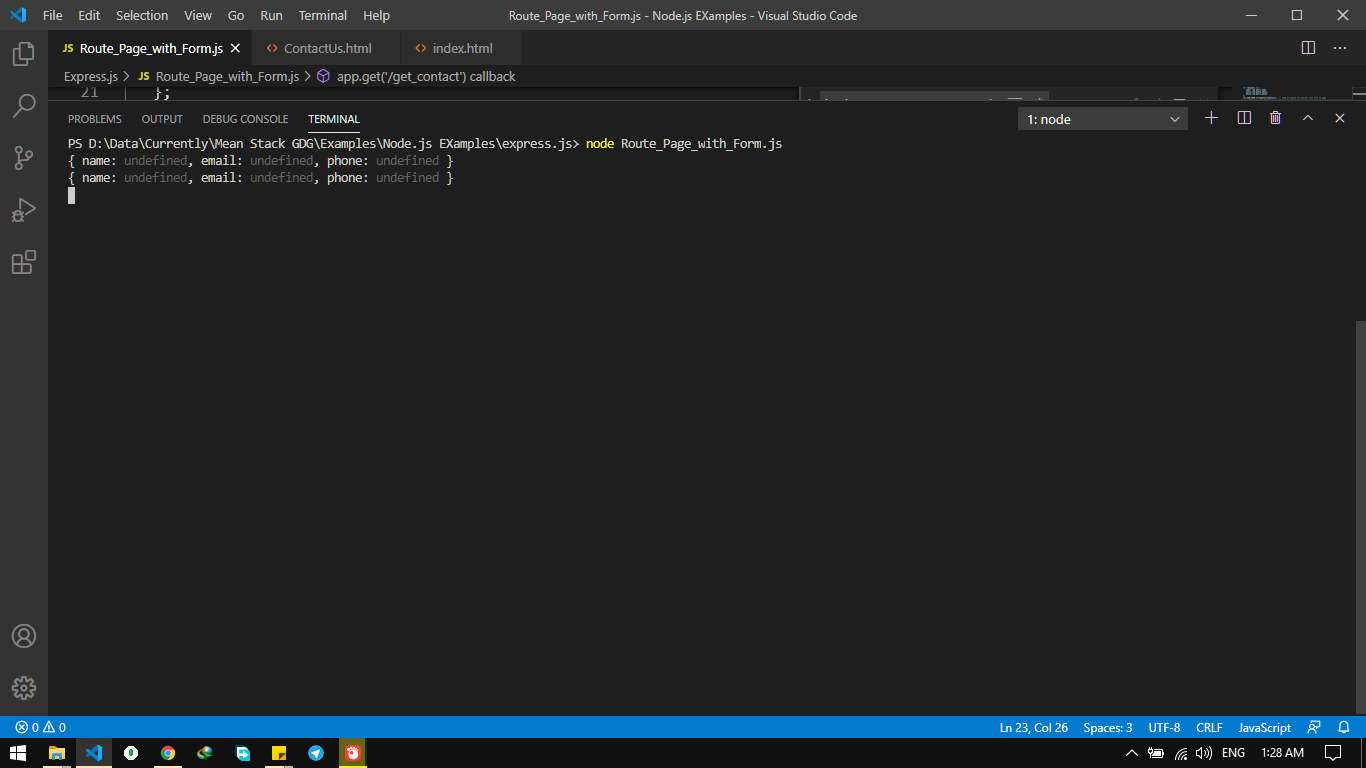 File Edit Selection View Go Run Terminal Help
Route_Page_with_Form.js - Node.js EXamples - Visual Studio Code
JS Route_Page_with_Form.js
<> ContactUs.html
<> index.html
Express.js > JS Route_Page_with_Form.js > app.get('/get_contact') callback
21 };
PROBLEMS OUTPUT DEBUG CONSOLE TERMINAL
1: node
PS D:\Data\Currently\Mean Stack GDG\Examples\Node.js EXamples\express.js> node Route_Page_with_Form.js
{ name: undefined, email: undefined, phone: undefined }
{ name: undefined, email: undefined, phone: undefined }
0 0
Ln 23, Col 26 Spaces: 3 UTF-8 CRLF JavaScript
ENG 1:28 AM